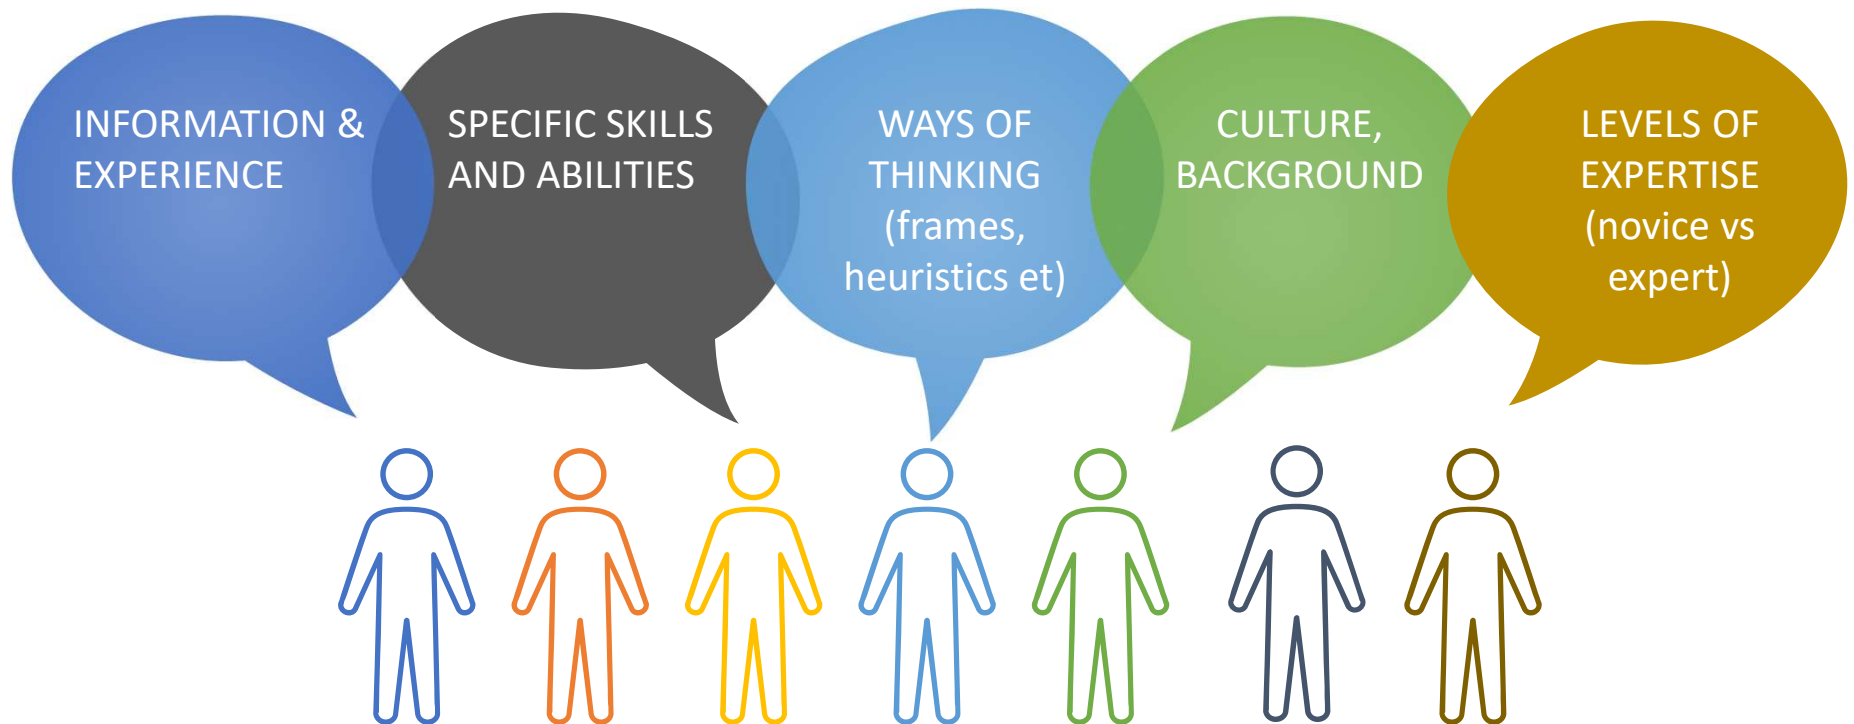 INFORMATION &
EXPERIENCE
SPECIFIC SKILLS
AND ABILITIES
WAYS OF
THINKING
(frames,
heuristics et)
CULTURE,
BACKGROUND
LEVELS OF
EXPERTISE
(novice vs
expert)